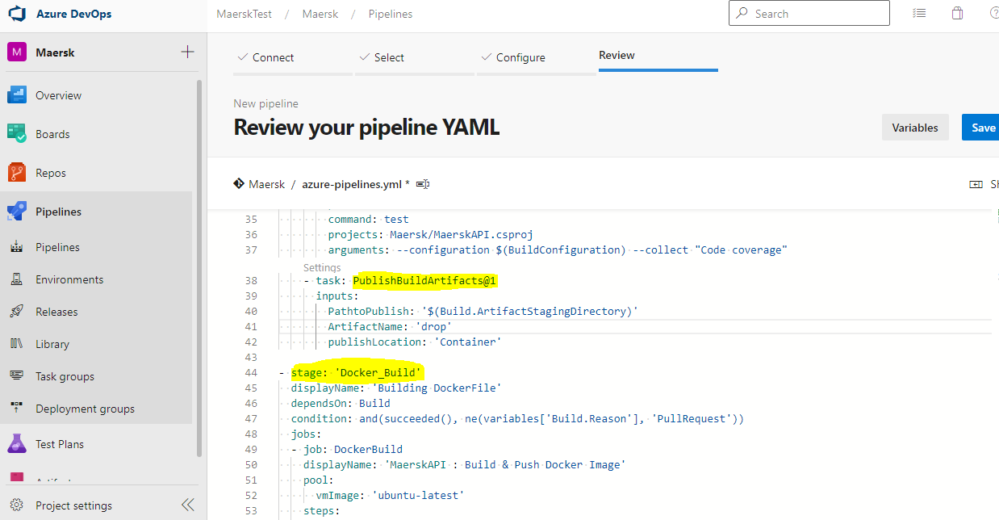 Azure DevOps
MaerskTest / Maersk / Pipelines
Search
M Maersk
Overview
Boards
Repos
Pipelines
Pipelines
Environments
Releases
Library
Task groups
Deployment groups
Test Plans
Project settings
Connect
Select
Configure
Review
New pipeline
Review your pipeline YAML
Variables
Save
Maersk / azure-pipelines.yml *
35 command: test
36 projects: Maersk/MaerskAPI.csproj
37 arguments: --configuration $(BuildConfiguration) --collect "Code coverage"
Settings
38 - task: PublishBuildArtifacts@1
39 inputs:
40 PathtoPublish: '$(Build.ArtifactStagingDirectory)'
41 ArtifactName: 'drop'
42 publishLocation: 'Container'
43
44 - stage: 'Docker_Build'
45 displayName: 'Building DockerFile'
46 dependsOn: Build
47 condition: and(succeeded(), ne(variables['Build.Reason'], 'PullRequest'))
48 jobs:
49 - job: DockerBuild
50 displayName: 'MaerskAPI : Build & Push Docker Image'
51 pool:
52 vmImage: 'ubuntu-latest'
53 steps: